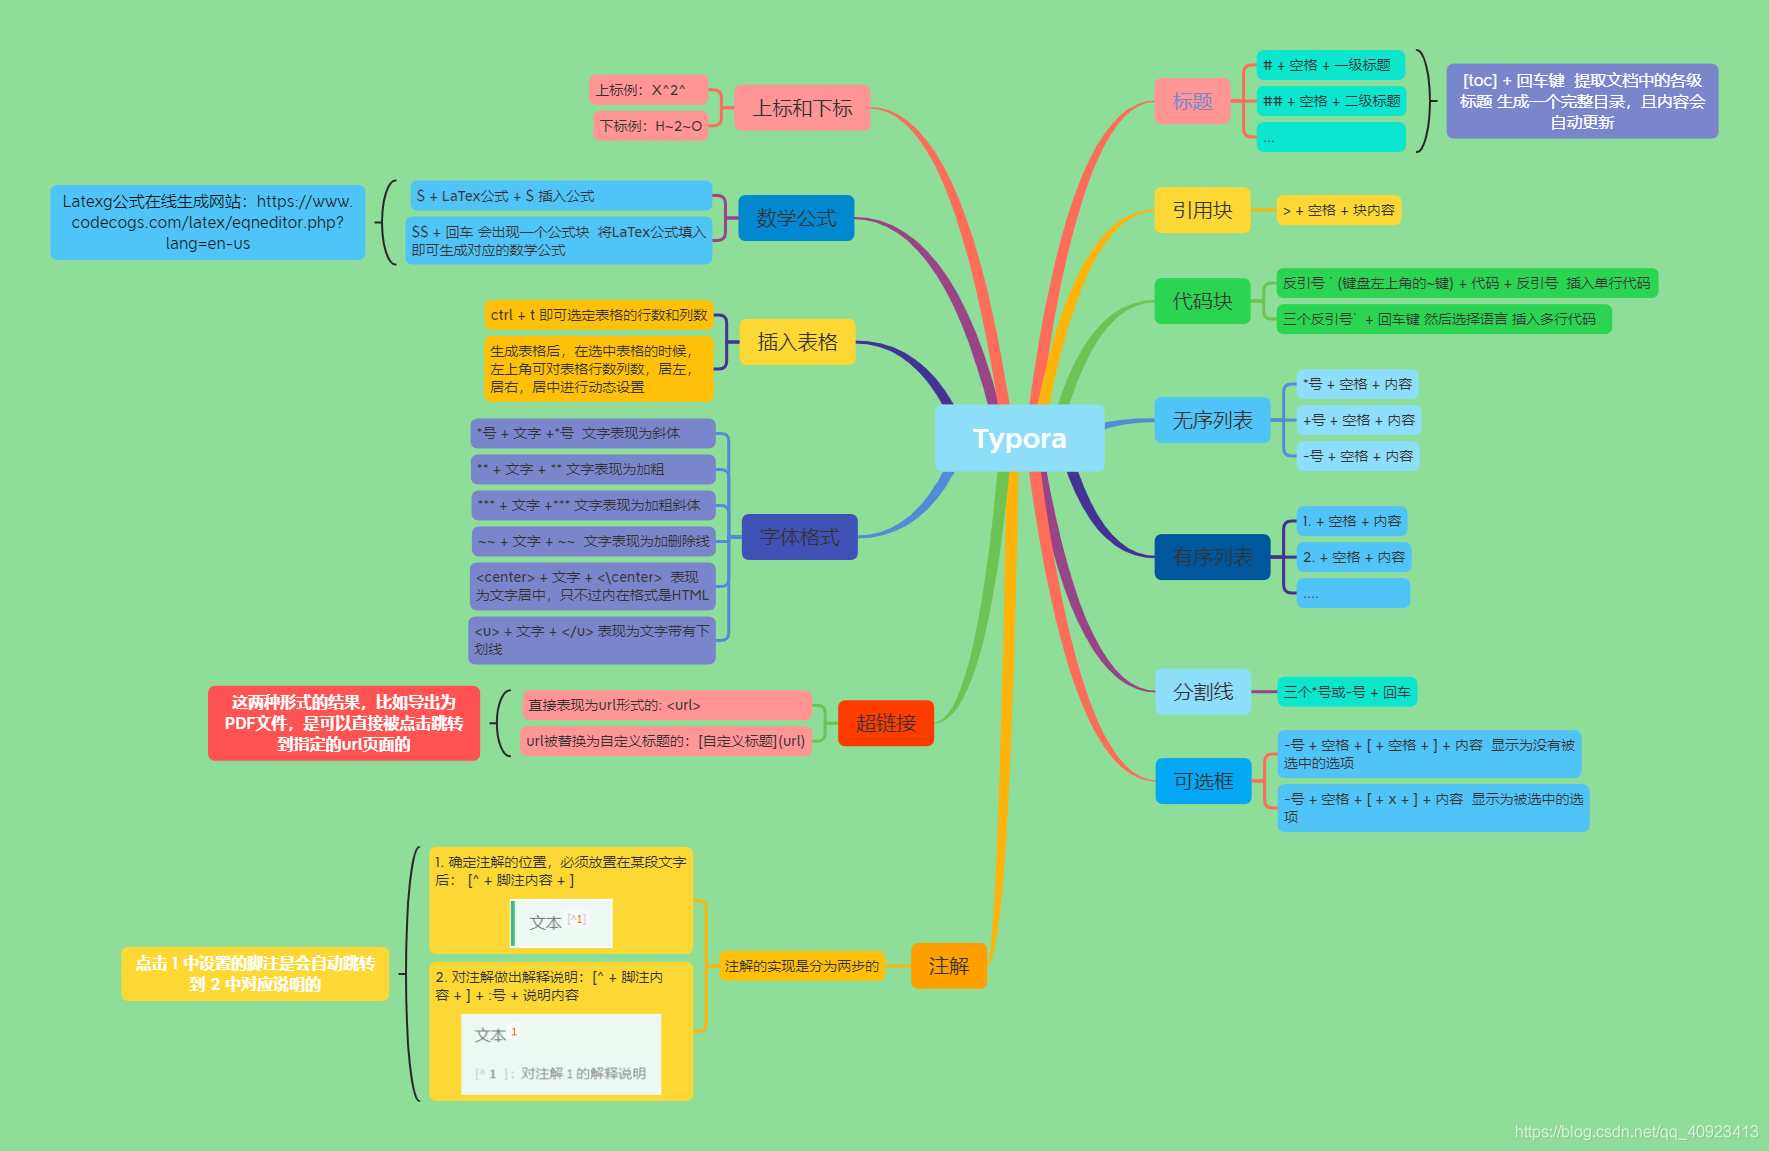 Typora
标题
# + 空格 + 一级标题
## + 空格 + 二级标题
...
[toc] + 回车键  提取文档中的各级
标题 生成一个完整目录，且内容会
自动更新
引用块
> + 空格 + 块内容
代码块
反引号 ` (键盘左上角的~键) + 代码 + 反引号  插入单行代码
三个反引号` + 回车键 然后选择语言 插入多行代码
无序列表
*号 + 空格 + 内容
+号 + 空格 + 内容
-号 + 空格 + 内容
有序列表
1. + 空格 + 内容
2. + 空格 + 内容
....
分割线
三个*号或-号 + 回车
可选框
-号 + 空格 + [ + 空格 + ] + 内容  显示为没有被
选中的选项
-号 + 空格 + [ + x + ] + 内容  显示为被选中的选
项
上标和下标
上标例：X^2^
下标例：H~2~O
数学公式
$ + LaTex公式 + $ 插入公式
$$ + 回车 会出现一个公式块  将LaTex公式填入
即可生成对应的数学公式
Latexg公式在线生成网站：https://www.
codecogs.com/latex/eqneditor.php?
lang=en-us
插入表格
ctrl + t 即可选定表格的行数和列数
生成表格后，在选中表格的时候，
左上角可对表格行数列数，居左，
居右，居中进行动态设置
字体格式
*号 + 文字 +*号  文字表现为斜体
** + 文字 + ** 文字表现为加粗
*** + 文字 +*** 文字表现为加粗斜体
~~ + 文字 + ~~  文字表现为加删除线
<center> + 文字 + <\center>  表现
为文字居中，只不过内在格式是HTML
<u> + 文字 + </u> 表现为文字带有下
划线
超链接
直接表现为url形式的: <url>
url被替换为自定义标题的：[自定义标题](url)
这两种形式的结果，比如导出为
PDF文件，是可以直接被点击跳转
到指定的url页面的
注解
注解的实现是分为两步的
1. 确定注解的位置，必须放置在某段文字
后： [^ + 脚注内容 + ]
文本 [^1]
2. 对注解做出解释说明：[^ + 脚注内
容 + ] + :号 + 说明内容
文本 1
[^ 1 ]：对注解 1 的解释说明
点击 1 中设置的脚注是会自动跳转
到 2 中对应说明的
https://blog.csdn.net/qq_40923413